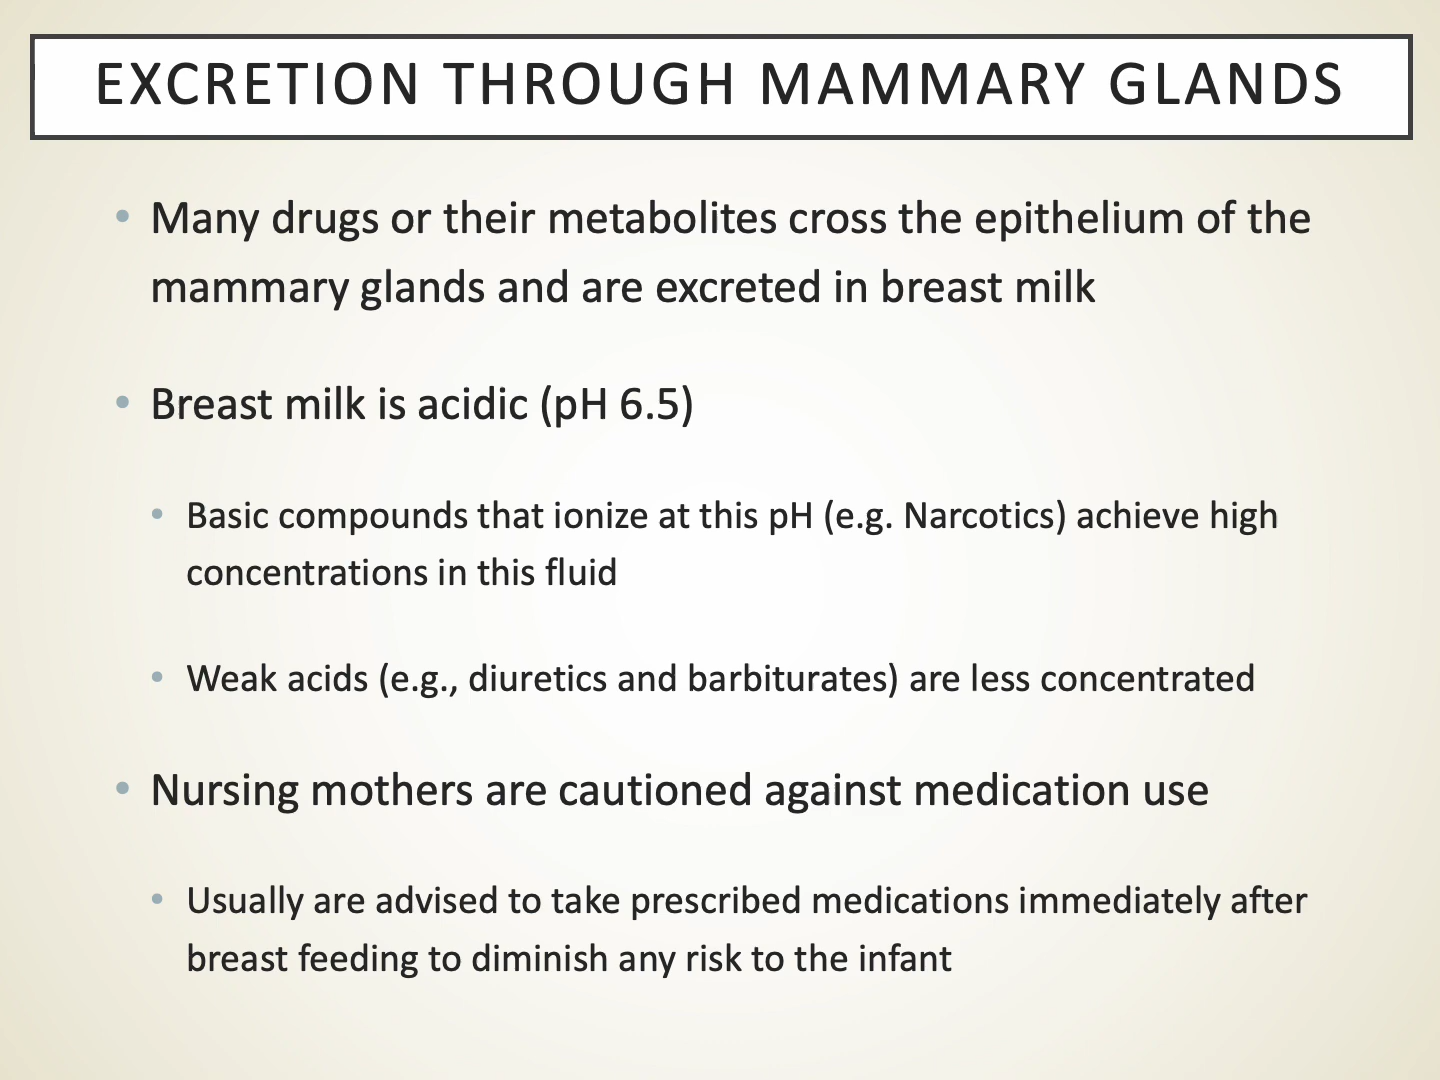 EXCRETION THROUGH MAMMARY GLANDS
• Many drugs or their metabolites cross the epithelium of the
mammary glands and are excreted in breast milk
• Breast milk is acidic (pH 6.5)
• Basic compounds that ionize at this pH (e.g. Narcotics) achieve high
concentrations in this fluid
• Weak acids (e.g., diuretics and barbiturates) are less concentrated
• Nursing mothers are cautioned against medication use
• Usually are advised to take prescribed medications immediately after
breast feeding to diminish any risk to the infant